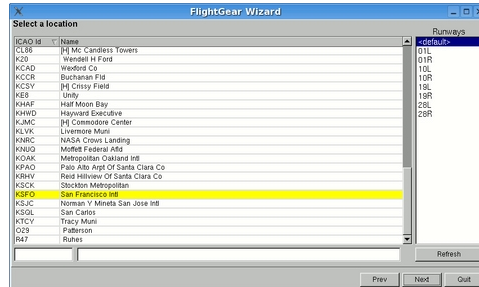 FlightGear Wizard
Select a location
Runways
ICAO Id Name
CL86 [H] Mc Candless Towers
K20 Wendell H Ford
KCAD Wexford Co
KCCR Buchanan Fld
KCSY [H] Crissy Field
KE8 Unity
KHAF Half Moon Bay
KHWD Hayward Executive
KJMC [H] Commodore Center
KLVK Livermore Muni
KNRC NASA Crows Landing
KNUQ Moffett Federal Afld
KOAK Metropolitan Oakland Intl
KPAO Palo Alto Arpt Of Santa Clara Co
KRHV Reid Hillview Of Santa Clara Co
KSCK Stockton Metropolitan
KSFO San Francisco Intl
KSJC Norman Y Mineta San Jose Intl
KSQL San Carlos
KTCY Tracy Muni
O29 Patterson
R47 Ruhes
<default>
01L
01R
10L
10R
19L
19R
28L
28R
Refresh
Prev Next Quit